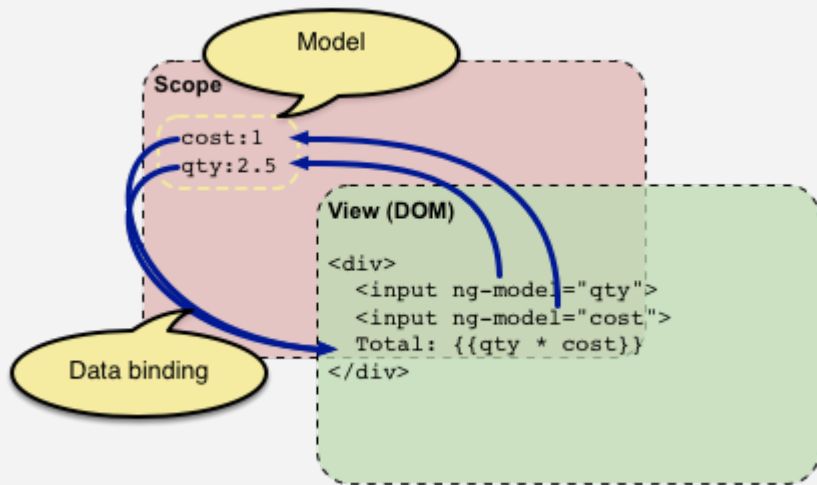 Model
Scope
cost:1
qty:2.5
View (DOM)
<div>
  <input ng-model="qty">
  <input ng-model="cost">
  Total: {{qty * cost}}
</div>
Data binding